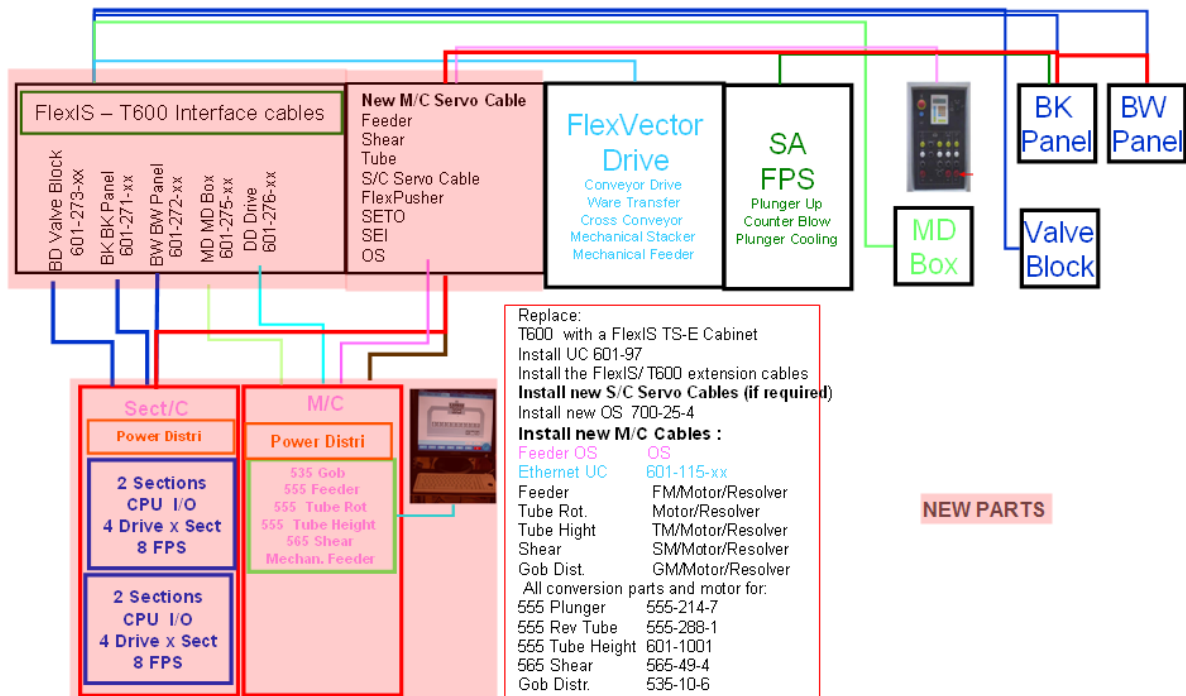 FlexIS – T600 Interface cables
BD Valve Block
601-273-xx
BK BK Panel
601-271-xx
BW BW Panel
601-272-xx
MD MD Box
601-275-xx
DD Drive
601-276-xx
New M/C Servo Cable
Feeder
Shear
Tube
S/C Servo Cable
FlexPusher
SETO
SEI
OS
FlexVector
Drive
Conveyor Drive
Ware Transfer
Cross Conveyor
Mechanical Stacker
Mechanical Feeder
SA
FPS
Plunger Up
Counter Blow
Plunger Cooling
MD
Box
BK
Panel
BW
Panel
Valve
Block
Sect/C
Power Distri
2 Sections
CPU I/O
4 Drive x Sect
8 FPS
2 Sections
CPU I/O
4 Drive x Sect
8 FPS
M/C
Power Distri
535 Gob
555 Feeder
555 Tube Rot
555 Tube Height
565 Shear
Mechan. Feeder
Replace:
T600 with a FlexIS TS-E Cabinet
Install UC 601-97
Install the FlexIS/ T600 extension cables
Install new S/C Servo Cables (if required)
Install new OS 700-25-4
Install new M/C Cables :
Feeder OS OS
Ethernet UC 601-115-xx
Feeder FM/Motor/Resolver
Tube Rot. Motor/Resolver
Tube Hight TM/Motor/Resolver
Shear SM/Motor/Resolver
Gob Dist. GM/Motor/Resolver
All conversion parts and motor for:
555 Plunger 555-214-7
555 Rev Tube 555-288-1
555 Tube Height 601-1001
565 Shear 565-49-4
Gob Distr. 535-10-6
NEW PARTS